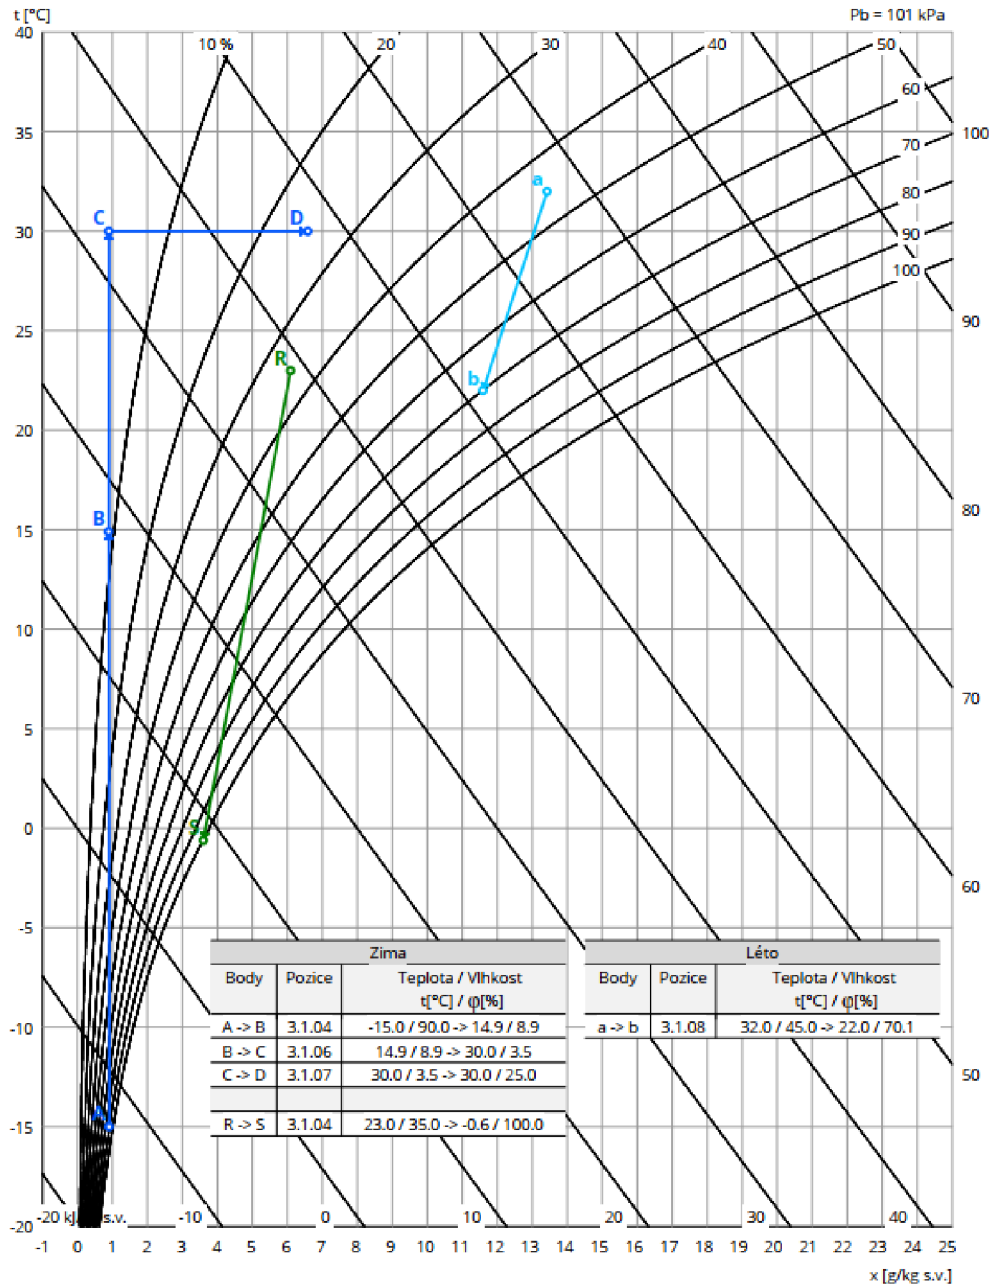 t [°C]
Pb = 101 kPa
40
10 %
20
30
40
50
60
35
100
70
80
C
D
a
30
90
100
25
90
R
b
20
B
15
80
10
70
5
0
S
60
-5
Zima
Body Pozice Teplota / Vlhkost
t[°C] / φ[%]
A -> B 3.1.04 -15.0 / 90.0 -> 14.9 / 8.9
B -> C 3.1.06 14.9 / 8.9 -> 30.0 / 3.5
C -> D 3.1.07 30.0 / 3.5 -> 30.0 / 25.0
R -> S 3.1.04 23.0 / 35.0 -> -0.6 / 100.0
Léto
Body Pozice Teplota / Vlhkost
t[°C] / φ[%]
a -> b 3.1.08 32.0 / 45.0 -> 22.0 / 70.1
-10
50
A
-15
-20 s.v. -10 0 10 20 30 40
-20
-1 0 1 2 3 4 5 6 7 8 9 10 11 12 13 14 15 16 17 18 19 20 21 22 23 24 25
x [g/kg s.v.]